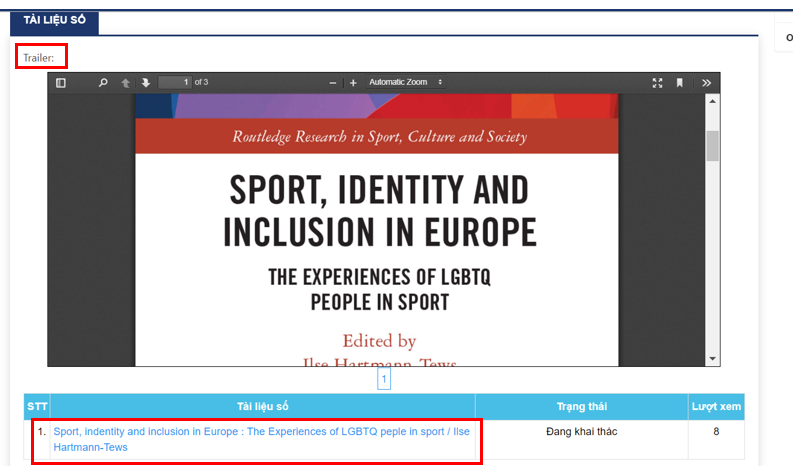 TÀI LIỆU SỐ
Trailer:
1 of 3
Automatic Zoom
Routledge Research in Sport, Culture and Society
SPORT, IDENTITY AND
INCLUSION IN EUROPE
THE EXPERIENCES OF LGBTQ
PEOPLE IN SPORT
Edited by
Ilse Hartmann-Tews
1
STT Tài liệu số Trạng thái Lượt xem
1. Sport, indentity and inclusion in Europe : The Experiences of LGBTQ peple in sport / Ilse Đang khai thác 8
Hartmann-Tews